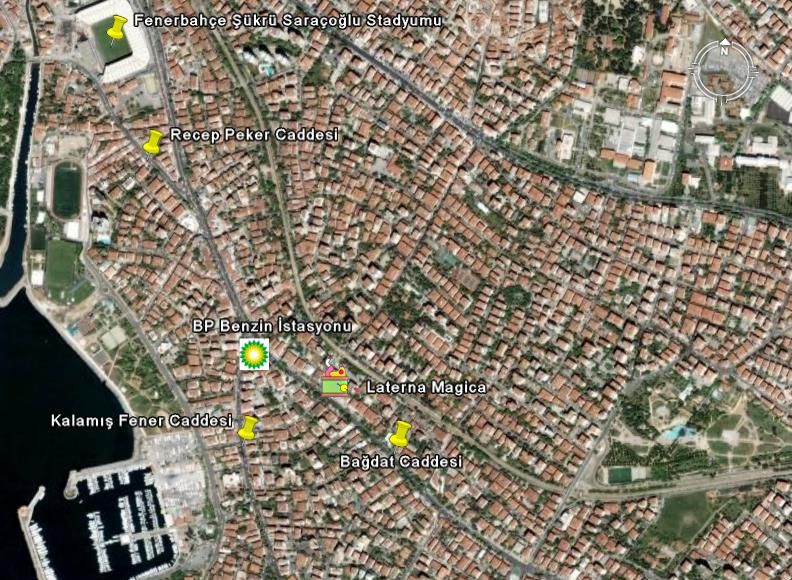 Fenerbahçe Şükrü Saraçoğlu Stadyumu
N
Recep Peker Caddesi
BP Benzin İstasyonu
Laterna Magica
Kalamış Fener Caddesi
Bağdat Caddesi